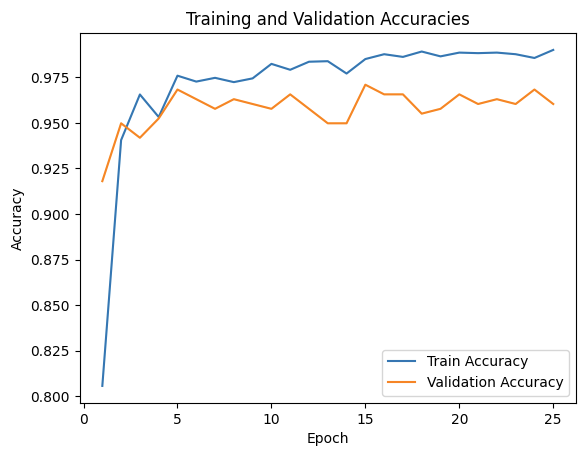 Training and Validation Accuracies
Accuracy
0.975
0.950
0.925
0.900
0.875
0.850
0.825
0.800
Train Accuracy
Validation Accuracy
0 5 10 15 20 25
Epoch